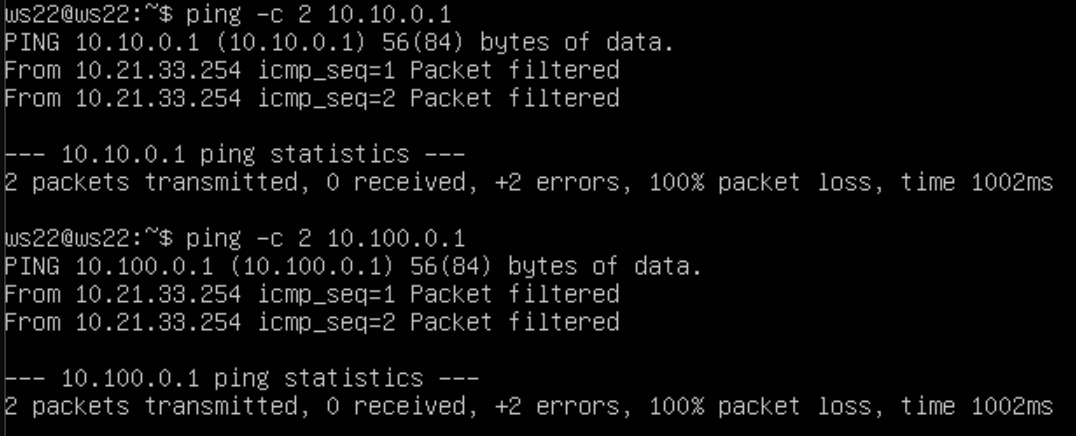 ws22@ws22:~$ ping -c 2 10.10.0.1
PING 10.10.0.1 (10.10.0.1) 56(84) bytes of data.
From 10.21.33.254 icmp_seq=1 Packet filtered
From 10.21.33.254 icmp_seq=2 Packet filtered
--- 10.10.0.1 ping statistics ---
2 packets transmitted, 0 received, +2 errors, 100% packet loss, time 1002ms
ws22@ws22:~$ ping -c 2 10.100.0.1
PING 10.100.0.1 (10.100.0.1) 56(84) bytes of data.
From 10.21.33.254 icmp_seq=1 Packet filtered
From 10.21.33.254 icmp_seq=2 Packet filtered
--- 10.100.0.1 ping statistics ---
2 packets transmitted, 0 received, +2 errors, 100% packet loss, time 1002ms